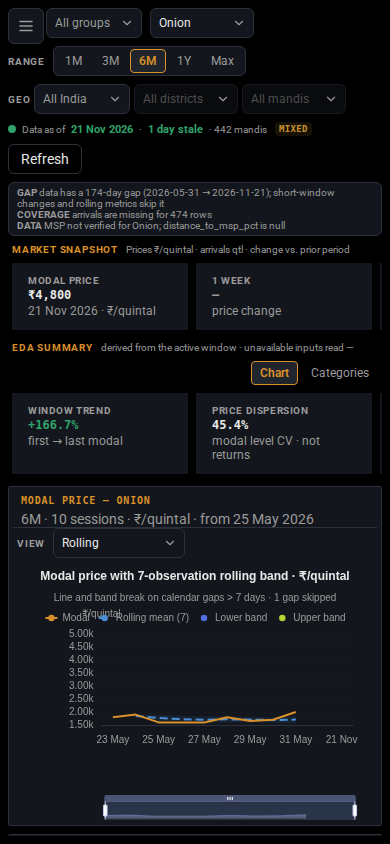 All groups
Onion
RANGE 1M 3M 6M 1Y Max
GEO All India All districts All mandis
Data as of 21 Nov 2026 · 1 day stale · 442 mandis MIXED
Refresh
GAP data has a 174-day gap (2026-05-31 → 2026-11-21); short-window
changes and rolling metrics skip it
COVERAGE arrivals are missing for 474 rows
DATA MSP not verified for Onion; distance_to_msp_pct is null
MARKET SNAPSHOT Prices ₹/quintal · arrivals qtl · change vs. prior period
MODAL PRICE
₹4,800
21 Nov 2026 · ₹/quintal
1 WEEK
—
price change
EDA SUMMARY derived from the active window · unavailable inputs read —
Chart Categories
WINDOW TREND
+166.7%
first → last modal
PRICE DISPERSION
45.4%
modal level CV · not
returns
MODAL PRICE — ONION
6M · 10 sessions · ₹/quintal · from 25 May 2026
VIEW Rolling
Modal price with 7-observation rolling band · ₹/quintal
Line and band break on calendar gaps > 7 days · 1 gap skipped
₹/quintal
Modal Rolling mean (7) Lower band Upper band
5.00k
4.50k
4.00k
3.50k
3.00k
2.50k
2.00k
1.50k
23 May 25 May 27 May 29 May 31 May 21 Nov